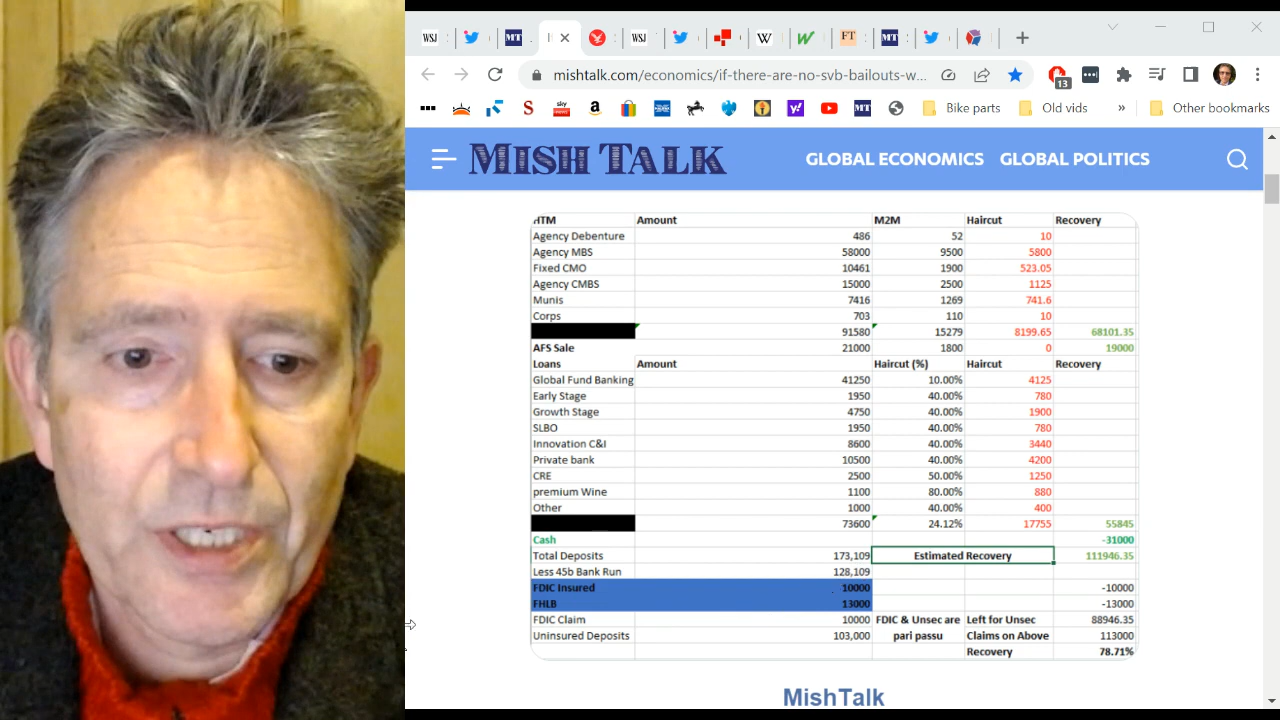 WSJ MT WSJ W FT MT
mishtalk.com/economics/if-there-are-no-svb-bailouts-w...
13
S sky news a y! MT Bike parts Old vids » Other bookmarks
MISH TALK GLOBAL ECONOMICS GLOBAL POLITICS
HTM Amount M2M Haircut Recovery
Agency Debenture 486 52 10
Agency MBS 58000 9500 5800
Fixed CMO 10461 1900 523.05
Agency CMBS 15000 2500 1125
Munis 7416 1269 741.6
Corps 703 110 10
91580 15279 8199.65 68101.35
AFS Sale 21000 1800 0 19000
Loans Amount Haircut (%) Haircut Recovery
Global Fund Banking 41250 10.00% 4125
Early Stage 1950 40.00% 780
Growth Stage 4750 40.00% 1900
SLBO 1950 40.00% 780
Innovation C&I 8600 40.00% 3440
Private bank 10500 40.00% 4200
CRE 2500 50.00% 1250
premium Wine 1100 80.00% 880
Other 1000 40.00% 400
73600 24.12% 17755 55845
Cash -31000
Total Deposits 173,109 Estimated Recovery 111946.35
Less 45b Bank Run 128,109
FDIC Insured 10000 -10000
FHLB 13000 -13000
FDIC Claim 10000 FDIC & Unsec are Left for Unsec 88946.35
Uninsured Deposits 103,000 pari passu Claims on Above 113000
Recovery 78.71%
MishTalk